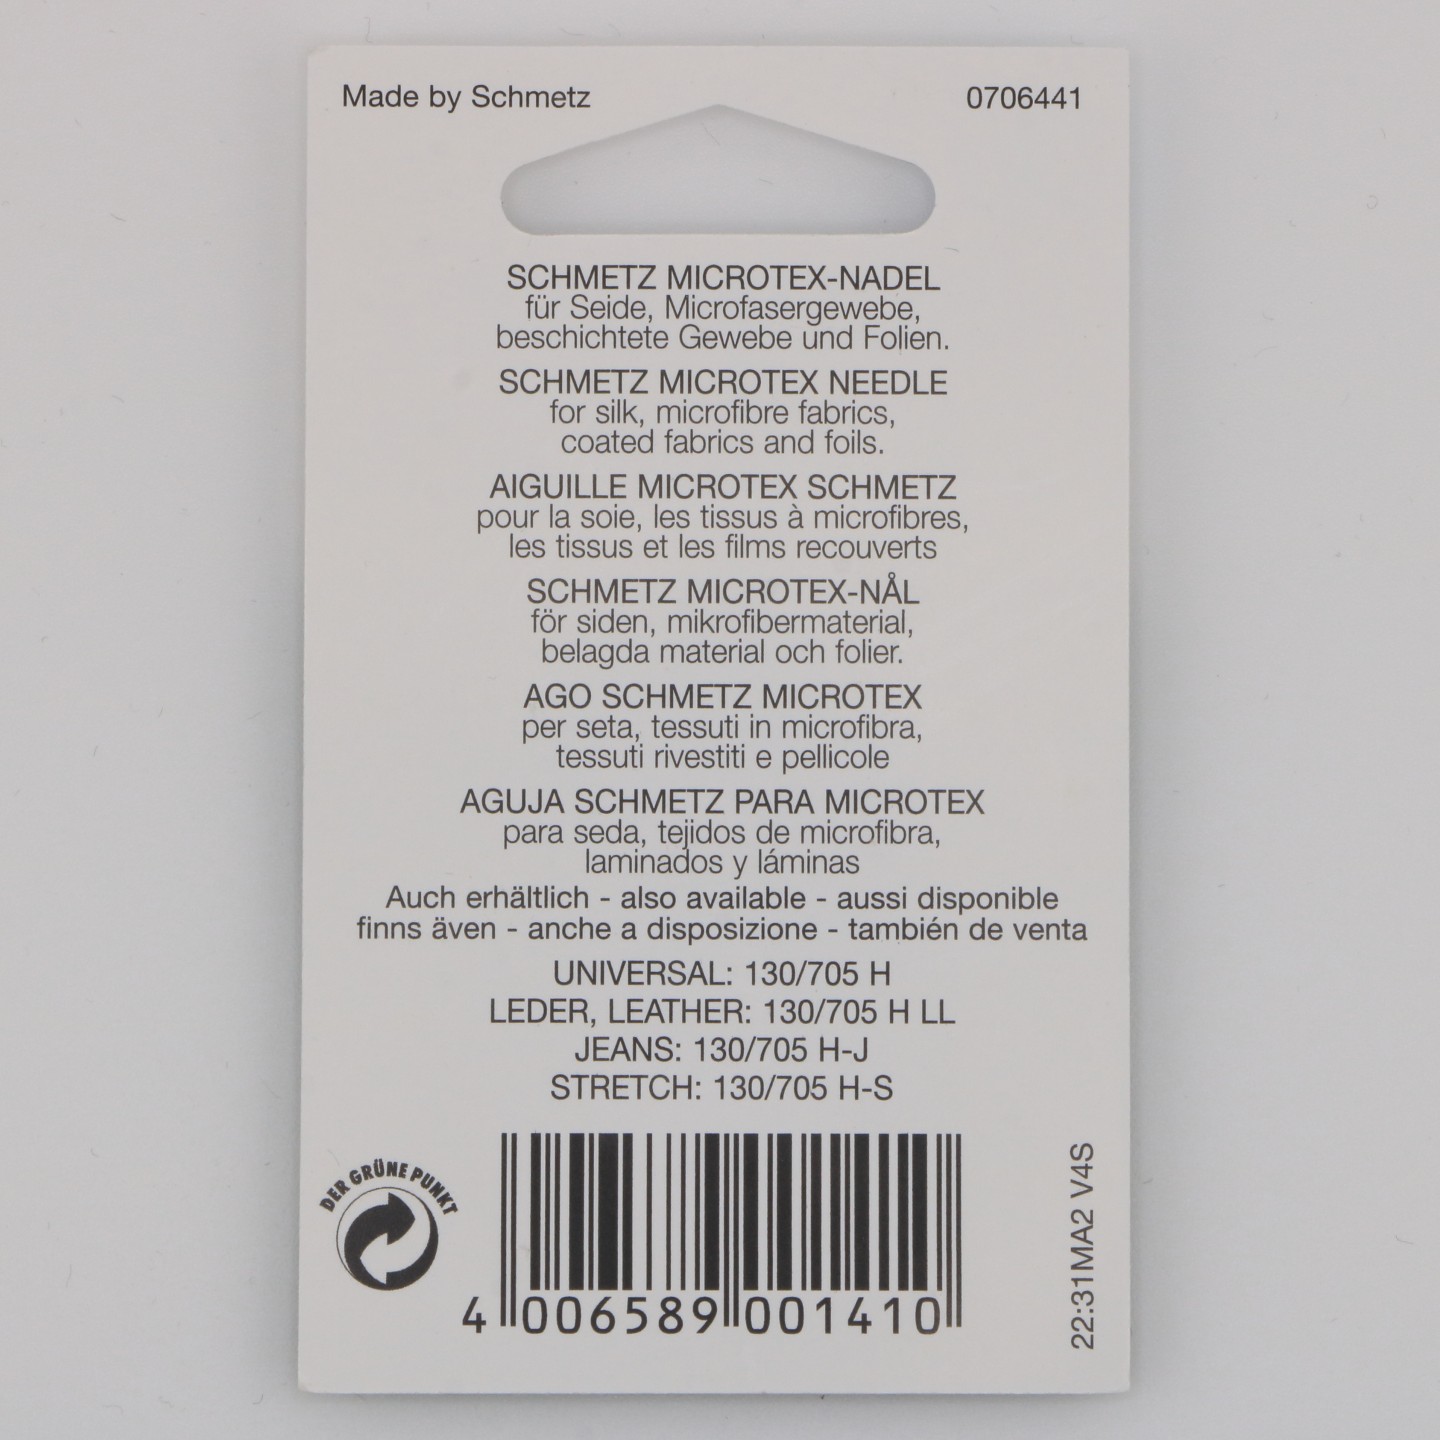 Made by Schmetz 0706441
SCHMETZ MICROTEX-NADEL
für Seide, Microfasergewebe,
beschichtete Gewebe und Folien.
SCHMETZ MICROTEX NEEDLE
for silk, microfibre fabrics,
coated fabrics and foils.
AIGUILLE MICROTEX SCHMETZ
pour la soie, les tissus à microfibres,
les tissus et les films recouverts
SCHMETZ MICROTEX-NÅL
för siden, mikrofibermaterial,
belagda material och folier.
AGO SCHMETZ MICROTEX
per seta, tessuti in microfibra,
tessuti rivestiti e pellicole
AGUJA SCHMETZ PARA MICROTEX
para seda, tejidos de microfibra,
laminados y láminas
Auch erhältlich - also available - aussi disponible
finns även - anche a disposizione - también de venta
UNIVERSAL: 130/705 H
LEDER, LEATHER: 130/705 H LL
JEANS: 130/705 H-J
STRETCH: 130/705 H-S
DER GRÜNE PUNKT
4 006589 001410
22:31MA2 V4S